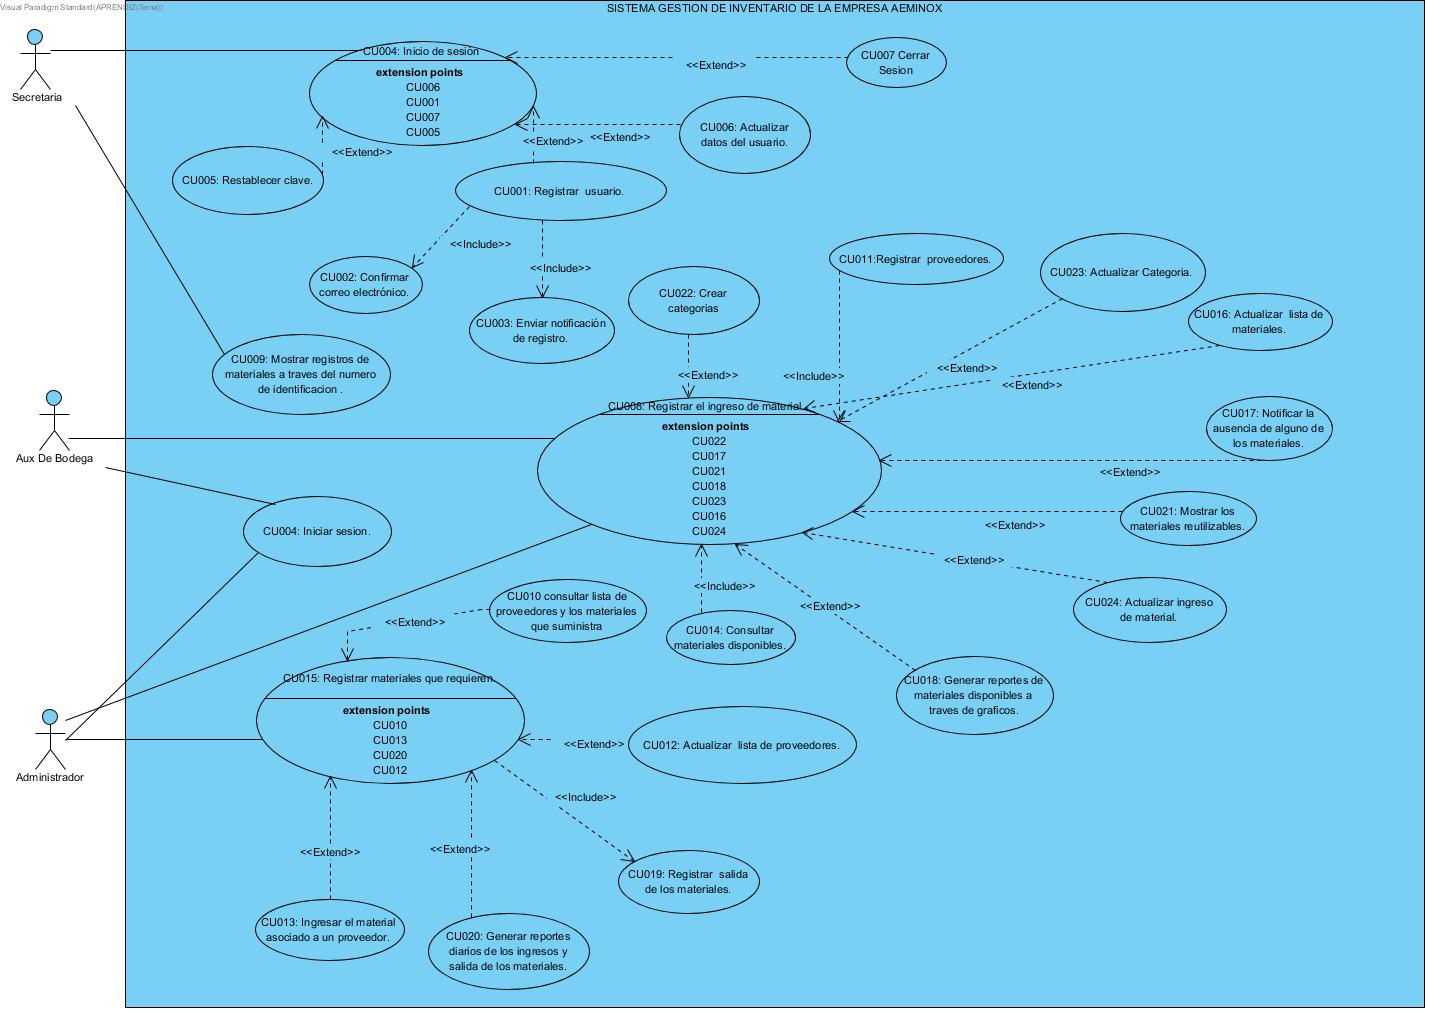 Visual Paradigm Standard(APRENDIZ(Sena))
SISTEMA GESTION DE INVENTARIO DE LA EMPRESA AEMINOX
Secretaria
CU004: Inicio de sesión
extension points
CU006
CU001
CU007
CU005
<<Extend>>
CU007 Cerrar
Sesion
<<Extend>>
<<Extend>>
CU006: Actualizar
datos del usuario.
<<Extend>>
CU005: Restablecer clave.
CU001: Registrar  usuario.
<<Include>>
<<Include>>
CU002: Confirmar
correo electrónico.
CU003: Enviar notificación
de registro.
CU022: Crear
categorias
CU011:Registrar  proveedores.
CU023: Actualizar Categoria.
CU016: Actualizar  lista de
materiales.
CU009: Mostrar registros de
materiales a traves del numero
de identificacion .
<<Extend>>
<<Include>>
<<Extend>>
<<Extend>>
Aux De Bodega
CU008: Registrar el ingreso de material.
extension points
CU022
CU017
CU021
CU018
CU023
CU016
CU024
CU017: Notificar la
ausencia de alguno de
los materiales.
<<Extend>>
CU021: Mostrar los
materiales reutilizables.
<<Extend>>
CU004: Iniciar sesion.
<<Extend>>
CU024: Actualizar ingreso
de material.
<<Include>>
<<Extend>>
CU010 consultar lista de
proveedores y los materiales
que suministra
<<Extend>>
CU014: Consultar
materiales disponibles.
CU018: Generar reportes de
materiales disponibles a
traves de graficos.
Administrador
CU015: Registrar materiales que requieren.
extension points
CU010
CU013
CU020
CU012
<<Extend>>
CU012: Actualizar  lista de proveedores.
<<Include>>
<<Extend>>
<<Extend>>
CU019: Registrar  salida
de los materiales.
CU013: Ingresar el material
asociado a un proveedor.
CU020: Generar reportes
diarios de los ingresos y
salida de los materiales.